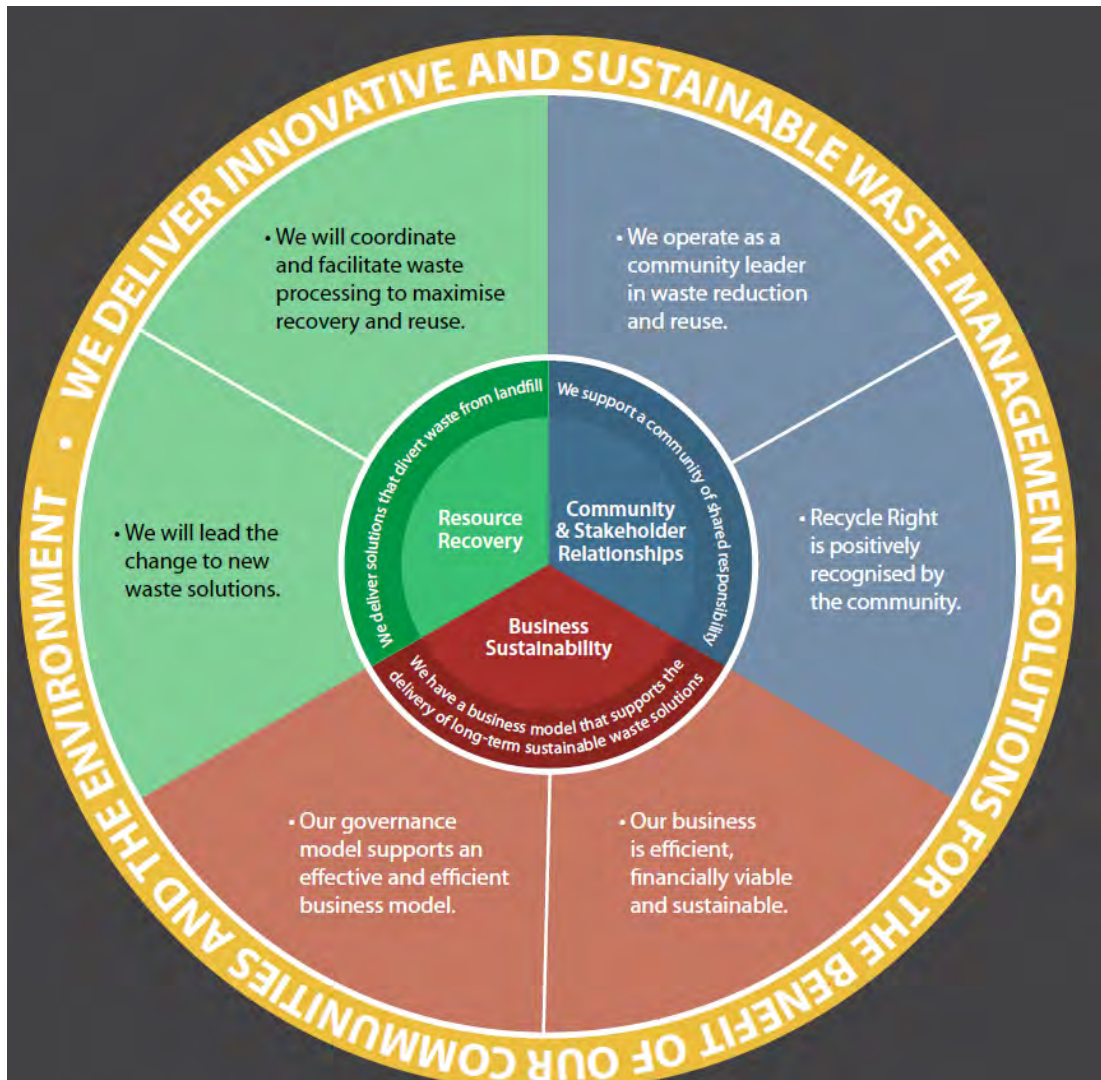 • WE DELIVER INNOVATIVE AND SUSTAINABLE WASTE MANAGEMENT SOLUTIONS FOR THE BENEFIT OF OUR COMMUNITIES AND THE ENVIRONMENT
• We will coordinate
and facilitate waste
processing to maximise
recovery and reuse.
• We operate as a
community leader
in waste reduction
and reuse.
• We will lead the
change to new
waste solutions.
We deliver solutions that divert waste from landfill
Resource
Recovery
We support a community of shared responsibility
Community
& Stakeholder
Relationships
• Recycle Right
is positively
recognised by
the community.
Business
Sustainability
We have a business model that supports the
delivery of long-term sustainable waste solutions
• Our governance
model supports an
effective and efficient
business model.
• Our business
is efficient,
financially viable
and sustainable.